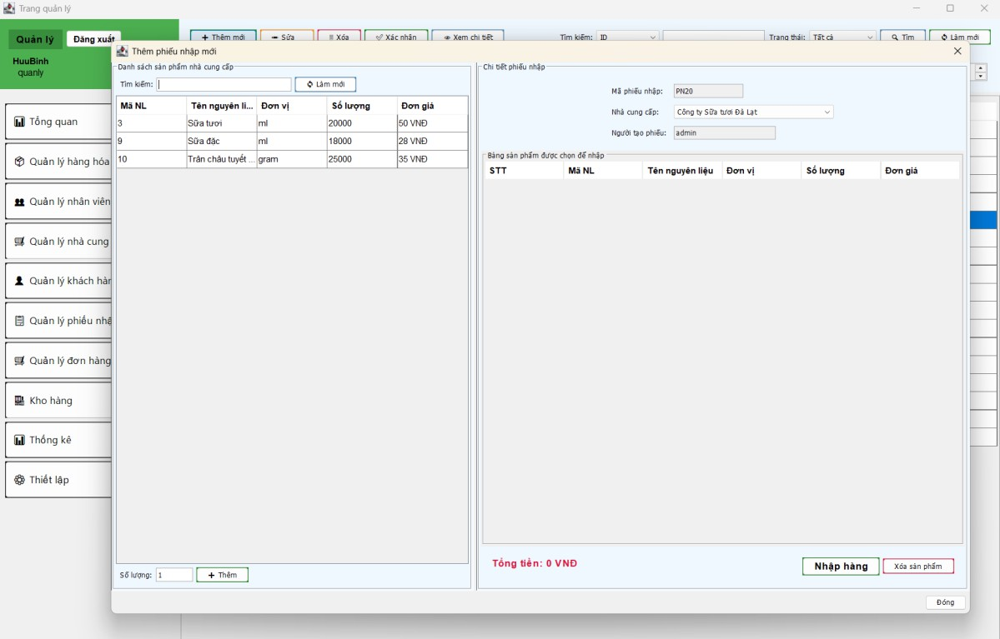 Trang quản lý
Quản lý
Đăng xuất
HuuBinh
quanly
Thêm mới
Sửa
Xóa
Xác nhận
Xem chi tiết
Tìm kiếm:
ID
Trạng thái:
Tất cả
Tìm
Làm mới
Tổng quan
Quản lý hàng hóa
Quản lý nhân viên
Quản lý nhà cung
Quản lý khách hàn
Quản lý phiếu nhậ
Quản lý đơn hàng
Kho hàng
Thống kê
Thiết lập
Thêm phiếu nhập mới
Danh sách sản phẩm nhà cung cấp
Tìm kiếm:
Làm mới
Mã NL Tên nguyên li... Đơn vị Số lượng Đơn giá
3 Sữa tươi ml 20000 50 VNĐ
9 Sữa đặc ml 18000 28 VNĐ
10 Trân châu tuyết ... gram 25000 35 VNĐ
Số lượng: 1 Thêm
Chi tiết phiếu nhập
Mã phiếu nhập: PN20
Nhà cung cấp: Công ty Sữa tươi Đà Lạt
Người tạo phiếu: admin
Bảng sản phẩm được chọn để nhập
STT Mã NL Tên nguyên liệu Đơn vị Số lượng Đơn giá
Tổng tiền: 0 VNĐ
Nhập hàng
Xóa sản phẩm
Đóng